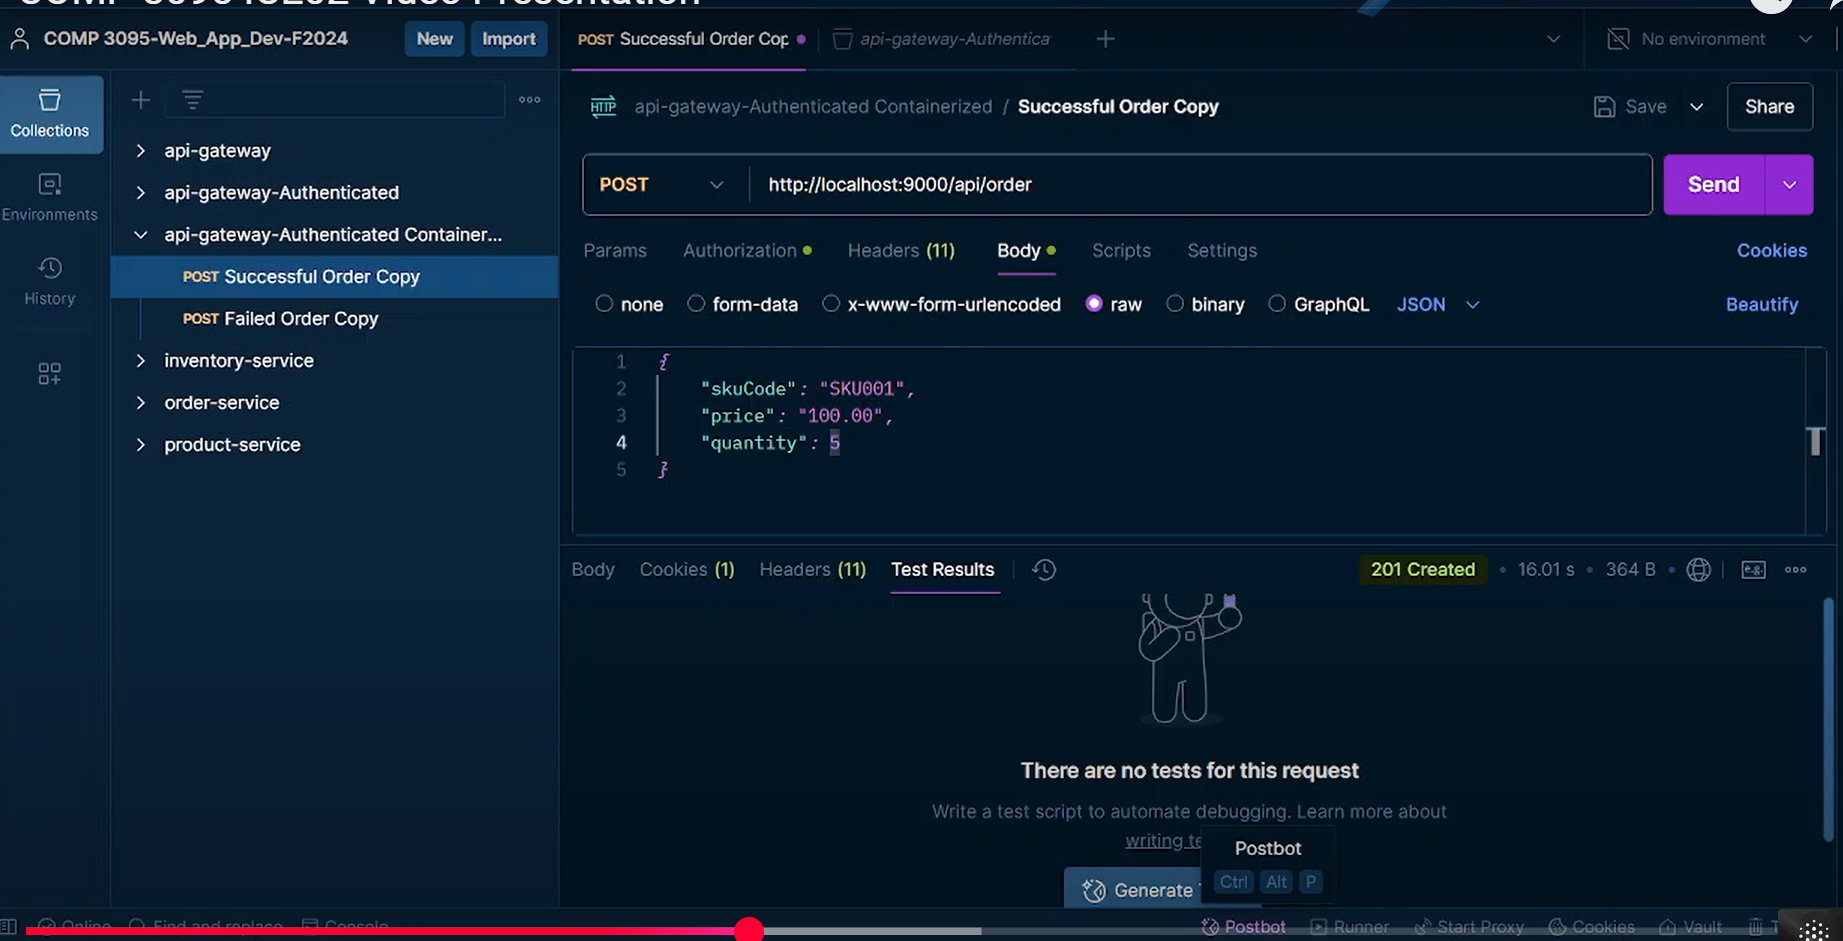 COMP 3095-Web_App_Dev-F2024
New
Import
POST Successful Order Cop
api-gateway-Authentica
No environment
Collections
Environments
History
api-gateway
api-gateway-Authenticated
api-gateway-Authenticated Container...
POST Successful Order Copy
POST Failed Order Copy
inventory-service
order-service
product-service
HTTP api-gateway-Authenticated Containerized / Successful Order Copy
Save
Share
POST
http://localhost:9000/api/order
Send
Params
Authorization
Headers (11)
Body
Scripts
Settings
Cookies
none
form-data
x-www-form-urlencoded
raw
binary
GraphQL
JSON
Beautify
1 {
2 "skuCode": "SKU001",
3 "price": "100.00",
4 "quantity": 5
5 }
Body
Cookies (1)
Headers (11)
Test Results
201 Created
16.01 s
364 B
e.g.
There are no tests for this request
Write a test script to automate debugging. Learn more about
writing te
Postbot
Ctrl Alt P
Generate
Online
Find and replace
Console
Postbot
Runner
Start Proxy
Cookies
Vault
T